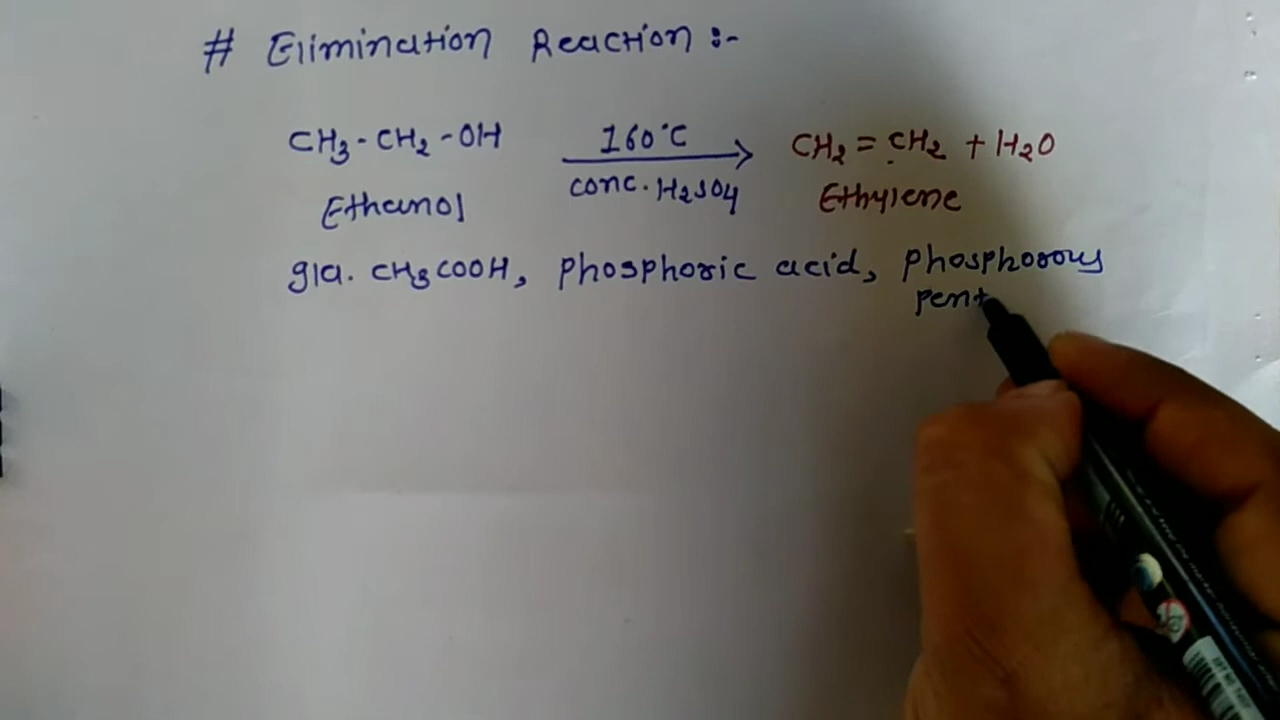 # Elimination Reaction :-
CH3 - CH2 - OH 160°C CH2 = CH2 + H2O
conc. H2SO4
Ethanol Ethylene
gla. CH3COOH, phosphoric acid, phosphorous
pent